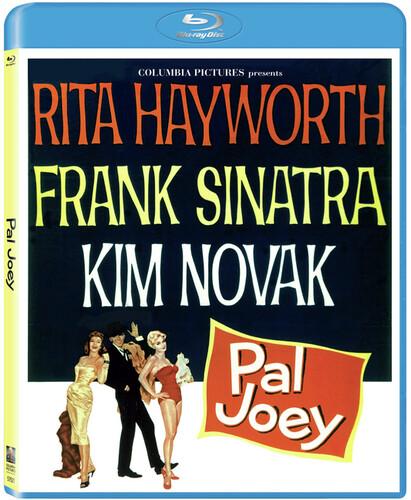 Blu-ray Disc
COLUMBIA PICTURES presents
RITA HAYWORTH
FRANK SINATRA
KIM NOVAK
Pal
Joey
Pal Joey